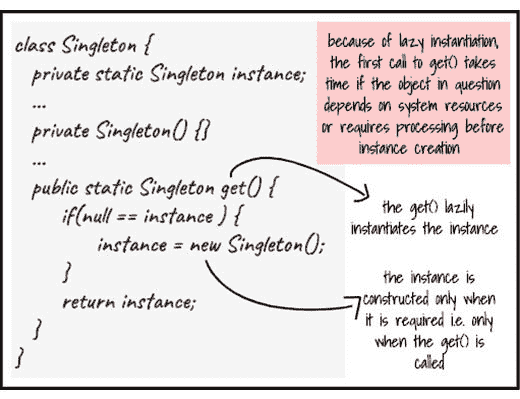 class Singleton {
private static Singleton instance;
...
private Singleton() {}
...
public static Singleton get() {
if(null == instance ) {
instance = new Singleton();
}
return instance;
}
}
because of lazy instantiation,
the first call to get() takes
time if the object in question
depends on system resources
or requires processing before
instance creation
the get() lazily
instantiates the instance
the instance is
constructed only when
it is required i.e. only
when the get() is
called